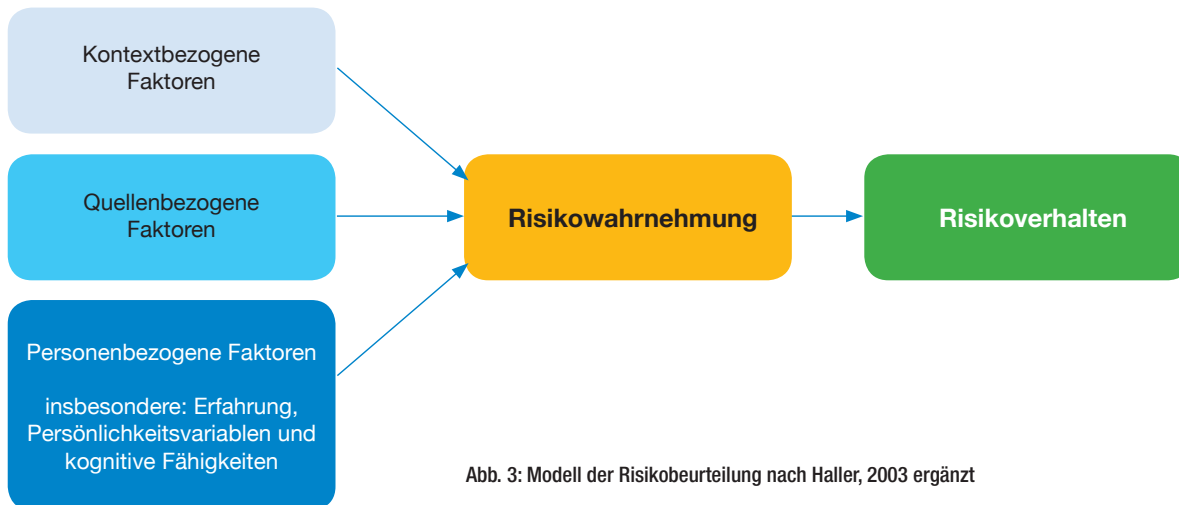 Kontextbezogene
Faktoren
Quellenbezogene
Faktoren
Personenbezogene Faktoren
insbesondere: Erfahrung,
Persönlichkeitsvariablen und
kognitive Fähigkeiten
Risikowahrnehmung
Risikoverhalten
Abb. 3: Modell der Risikobeurteilung nach Haller, 2003 ergänzt